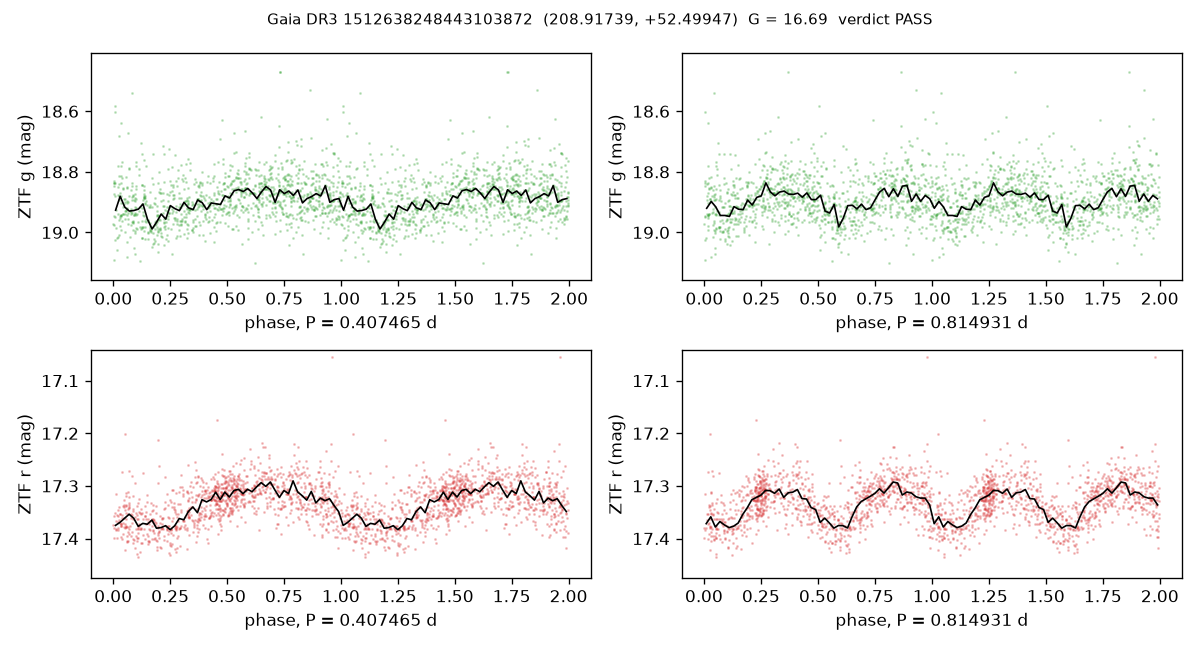 Gaia DR3 1512638248443103872 (208.91739, +52.49947) G = 16.69 verdict PASS
ZTF g (mag)
18.6
18.8
19.0
0.00 0.25 0.50 0.75 1.00 1.25 1.50 1.75 2.00
phase, P = 0.407465 d
ZTF g (mag)
18.6
18.8
19.0
0.00 0.25 0.50 0.75 1.00 1.25 1.50 1.75 2.00
phase, P = 0.814931 d
ZTF r (mag)
17.1
17.2
17.3
17.4
0.00 0.25 0.50 0.75 1.00 1.25 1.50 1.75 2.00
phase, P = 0.407465 d
ZTF r (mag)
17.1
17.2
17.3
17.4
0.00 0.25 0.50 0.75 1.00 1.25 1.50 1.75 2.00
phase, P = 0.814931 d